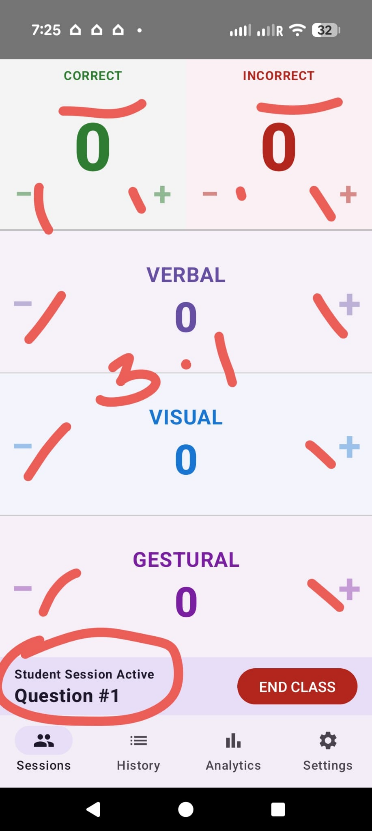 7:25 R 32
CORRECT INCORRECT
0 0
− + − +
VERBAL
− 0 +
3.1
VISUAL
− 0 +
GESTURAL
− 0 +
Student Session Active
Question #1 END CLASS
Sessions History Analytics Settings